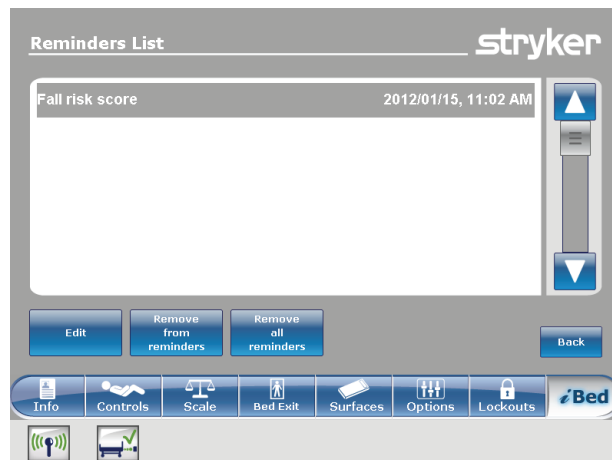 Reminders List
stryker
Fall risk score 2012/01/15, 11:02 AM
Edit
Remove
from
reminders
Remove
all
reminders
Back
Info Controls Scale Bed Exit Surfaces Options Lockouts iBed